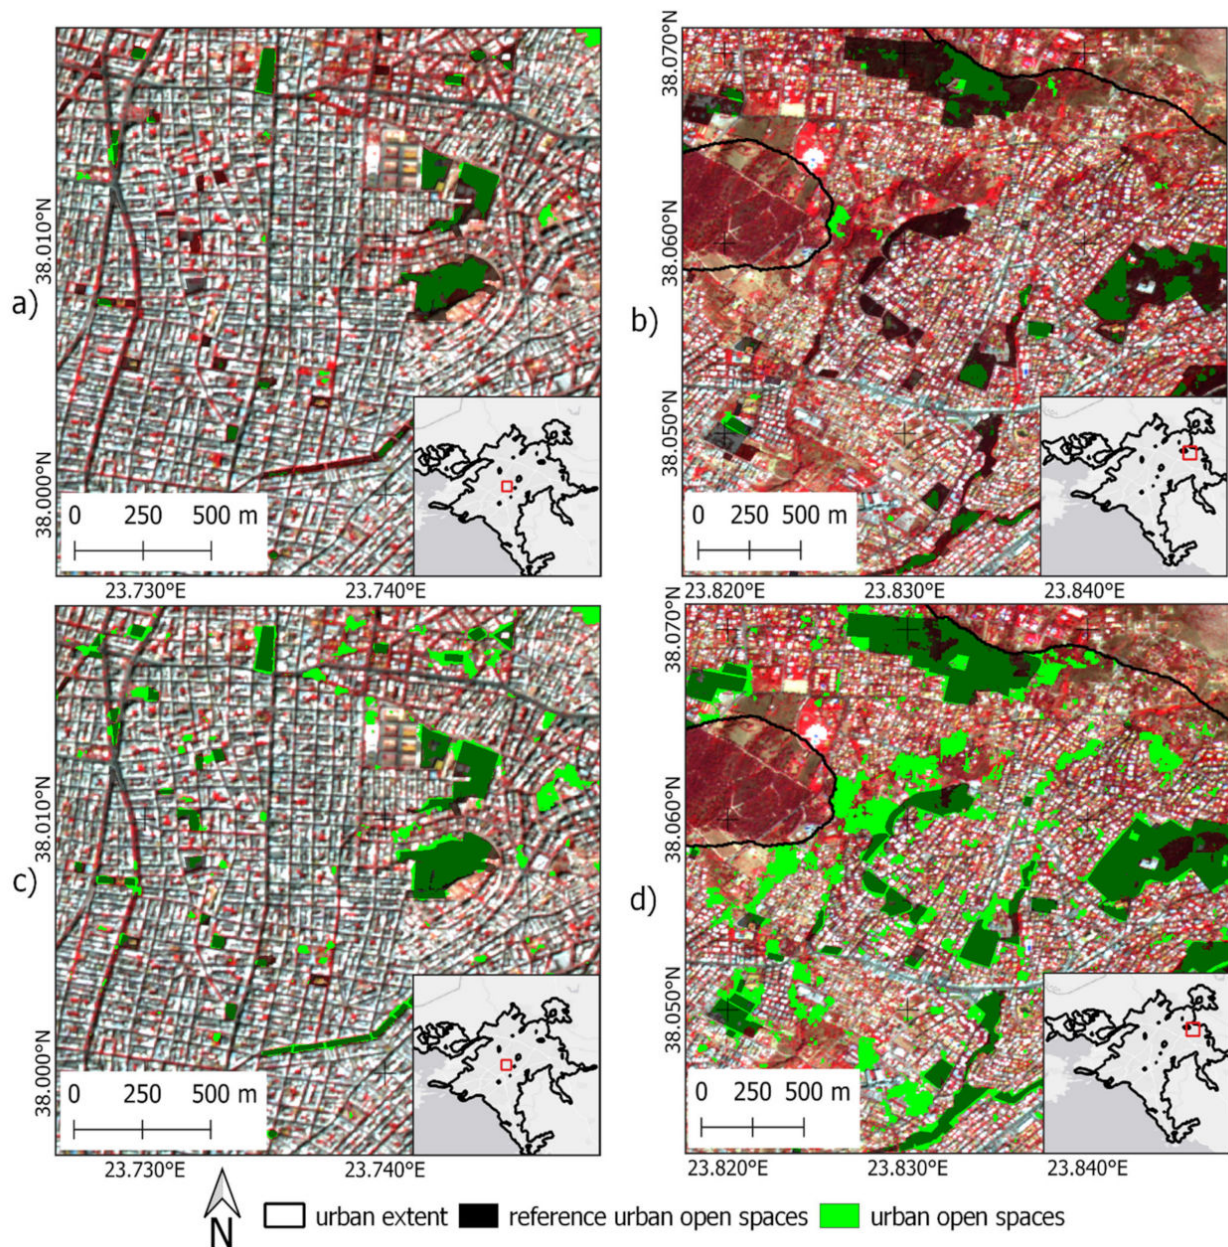 a)
38.010°N
38.000°N
0 250 500 m
23.730°E 23.740°E
b)
38.070°N
38.060°N
38.050°N
0 250 500 m
23.820°E 23.830°E 23.840°E
c)
38.010°N
38.000°N
0 250 500 m
23.730°E 23.740°E
d)
38.070°N
38.060°N
38.050°N
0 250 500 m
23.820°E 23.830°E 23.840°E
N
urban extent reference urban open spaces urban open spaces